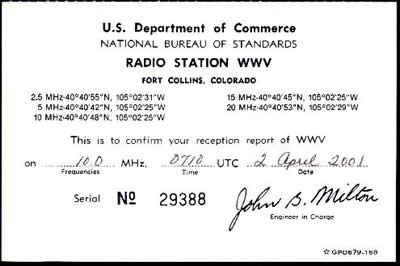 U.S. Department of Commerce
NATIONAL BUREAU OF STANDARDS
RADIO STATION WWV
FORT COLLINS, COLORADO
2.5 MHz-40°40'55"N, 105°02'31"W 15 MHz-40°40'45"N, 105°02'25"W
5 MHz-40°40'42"N, 105°02'25"W 20 MHz-40°40'53"N, 105°02'29"W
10 MHz-40°40'48"N, 105°02'25"W
This is to confirm your reception report of WWV
on 10.0 MHz, 0710 UTC 2 April 2001
Frequencies Time Date
Serial No 29388 John B. Milton
Engineer in Charge
☆GPO679-168